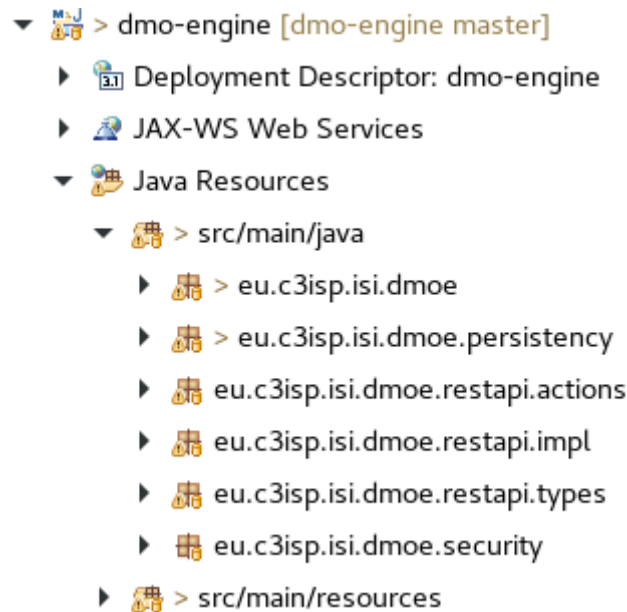 > dmo-engine [dmo-engine master]
Deployment Descriptor: dmo-engine
JAX-WS Web Services
Java Resources
> src/main/java
> eu.c3isp.isi.dmoe
> eu.c3isp.isi.dmoe.persistency
eu.c3isp.isi.dmoe.restapi.actions
eu.c3isp.isi.dmoe.restapi.impl
eu.c3isp.isi.dmoe.restapi.types
eu.c3isp.isi.dmoe.security
> src/main/resources